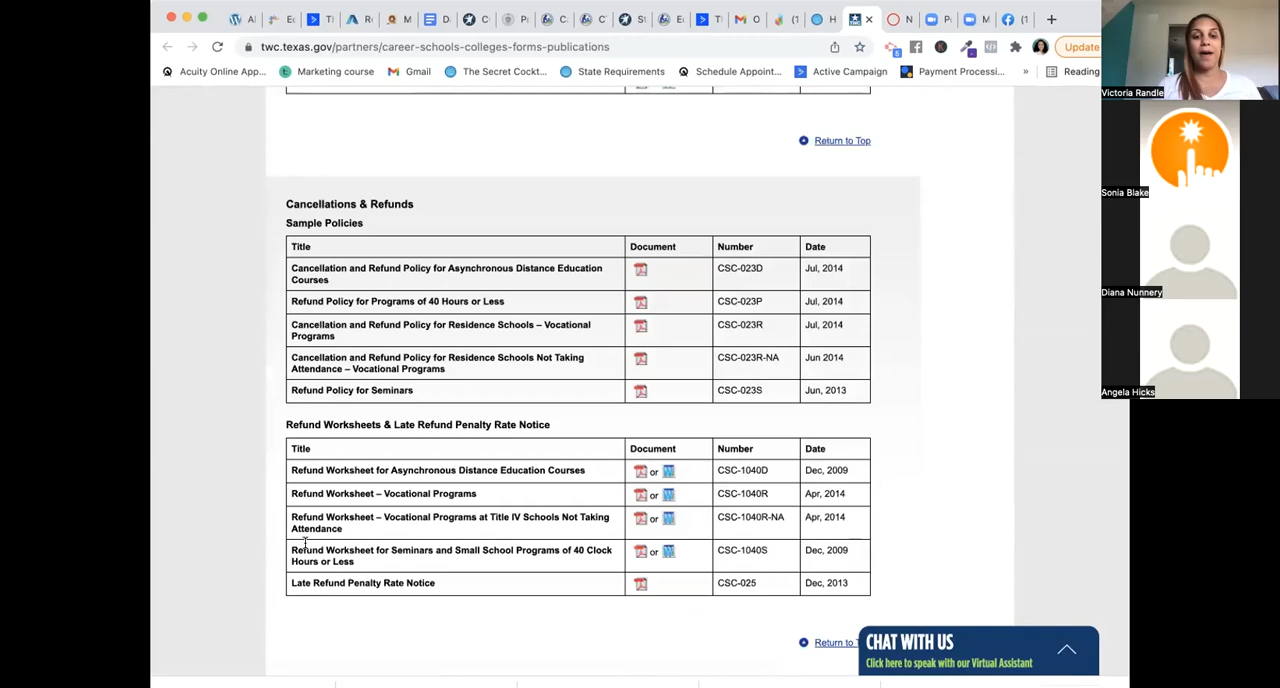 twc.texas.gov/partners/career-schools-colleges-forms-publications
Update
Acuity Online App...
Marketing course
Gmail
The Secret Cockt...
State Requirements
Schedule Appoint...
Active Campaign
Payment Processi...
»
Reading
Return to Top
Cancellations & Refunds
Sample Policies
Title Document Number Date
Cancellation and Refund Policy for Asynchronous Distance Education
Courses
CSC-023D Jul, 2014
Refund Policy for Programs of 40 Hours or Less CSC-023P Jul, 2014
Cancellation and Refund Policy for Residence Schools – Vocational
Programs
CSC-023R Jul, 2014
Cancellation and Refund Policy for Residence Schools Not Taking
Attendance – Vocational Programs
CSC-023R-NA Jun 2014
Refund Policy for Seminars CSC-023S Jun, 2013
Refund Worksheets & Late Refund Penalty Rate Notice
Title Document Number Date
Refund Worksheet for Asynchronous Distance Education Courses or CSC-1040D Dec, 2009
Refund Worksheet – Vocational Programs or CSC-1040R Apr, 2014
Refund Worksheet – Vocational Programs at Title IV Schools Not Taking
Attendance
or CSC-1040R-NA Apr, 2014
Refund Worksheet for Seminars and Small School Programs of 40 Clock
Hours or Less
or CSC-1040S Dec, 2009
Late Refund Penalty Rate Notice CSC-025 Dec, 2013
Return to
CHAT WITH US
Click here to speak with our Virtual Assistant
Victoria Randle
Sonia Blake
Diana Nunnery
Angela Hicks